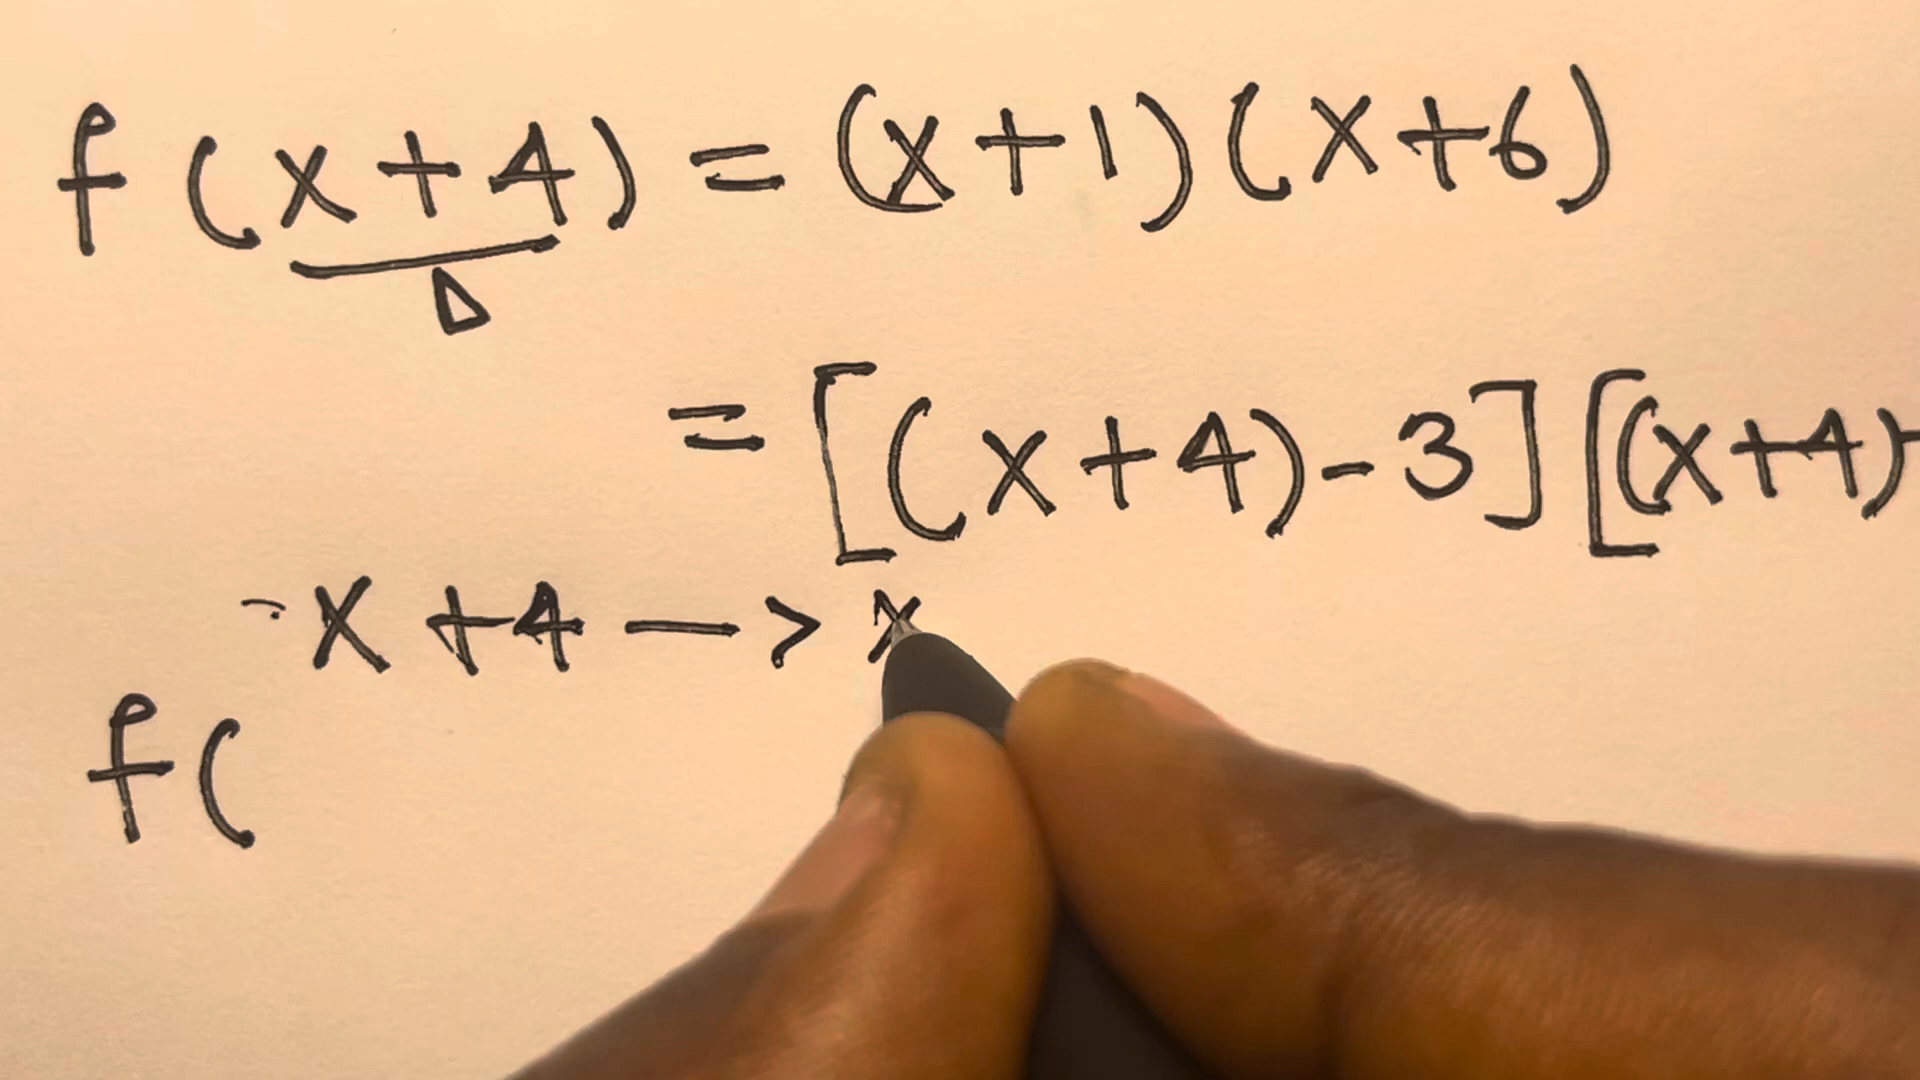 f(x+4) = (x+1)(x+6)
Δ
= [(x+4)-3][(x+4)
x+4 —> x
f(